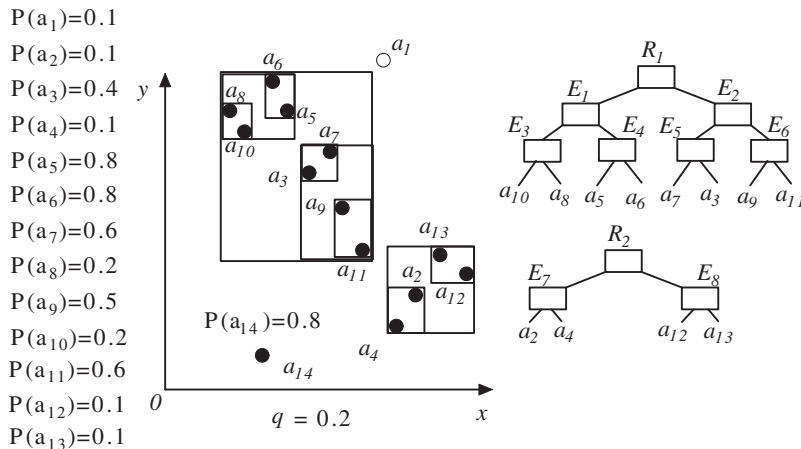 P(a₁)=0.1
P(a₂)=0.1
P(a₃)=0.4
P(a₄)=0.1
P(a₅)=0.8
P(a₆)=0.8
P(a₇)=0.6
P(a₈)=0.2
P(a₉)=0.5
P(a₁₀)=0.2
P(a₁₁)=0.6
P(a₁₂)=0.1
P(a₁₃)=0.1
y
a₁
a₆
a₈
a₅
a₁₀
a₇
a₃
a₉
a₁₁
a₁₃
a₂
a₁₂
P(a₁₄)=0.8
a₄
a₁₄
0
q = 0.2
x
R₁
E₁
E₂
E₃
E₄
E₅
E₆
a₁₀ a₈ a₅ a₆ a₇ a₃ a₉ a₁₁
R₂
E₇
E₈
a₂ a₄ a₁₂ a₁₃